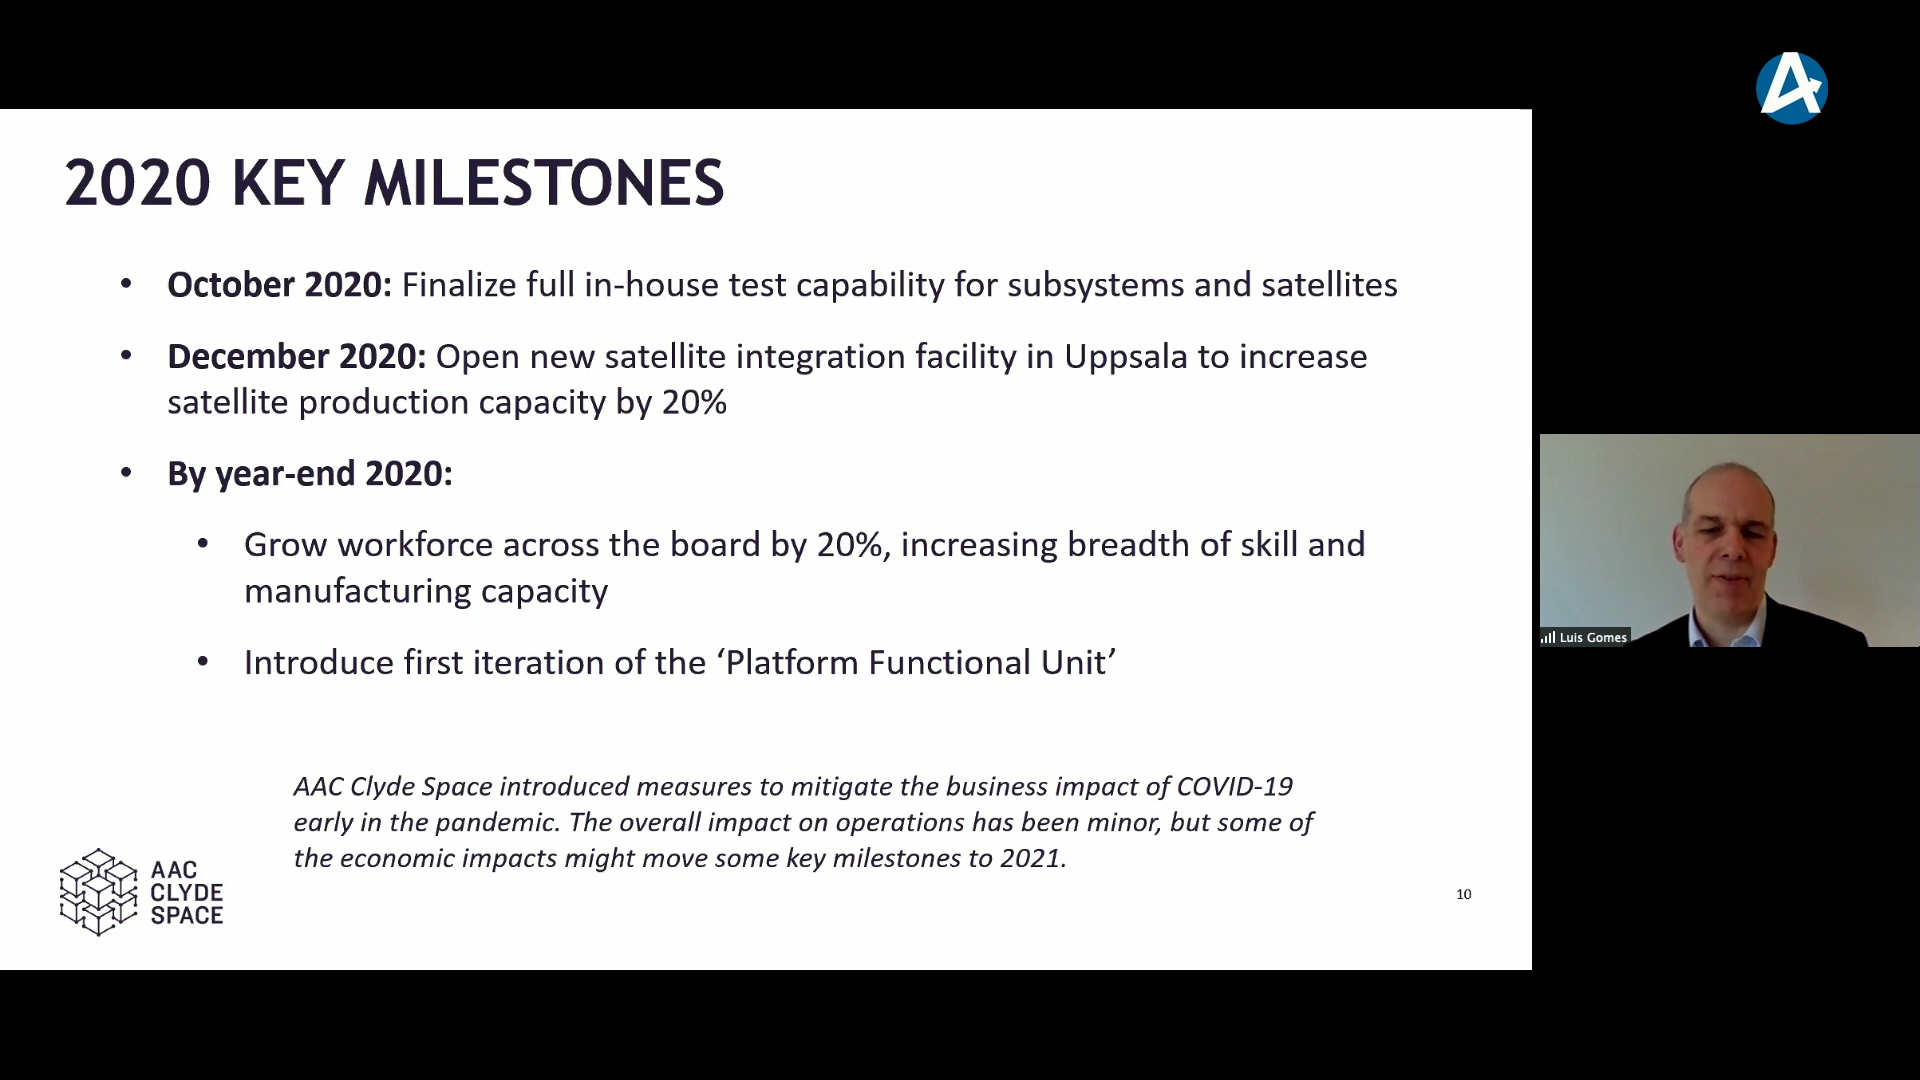 2020 KEY MILESTONES
• October 2020: Finalize full in-house test capability for subsystems and satellites
• December 2020: Open new satellite integration facility in Uppsala to increase
satellite production capacity by 20%
• By year-end 2020:
• Grow workforce across the board by 20%, increasing breadth of skill and
manufacturing capacity
• Introduce first iteration of the ‘Platform Functional Unit’
AAC Clyde Space introduced measures to mitigate the business impact of COVID-19
early in the pandemic. The overall impact on operations has been minor, but some of
the economic impacts might move some key milestones to 2021.
AAC
CLYDE
SPACE
10
Luis Gomes